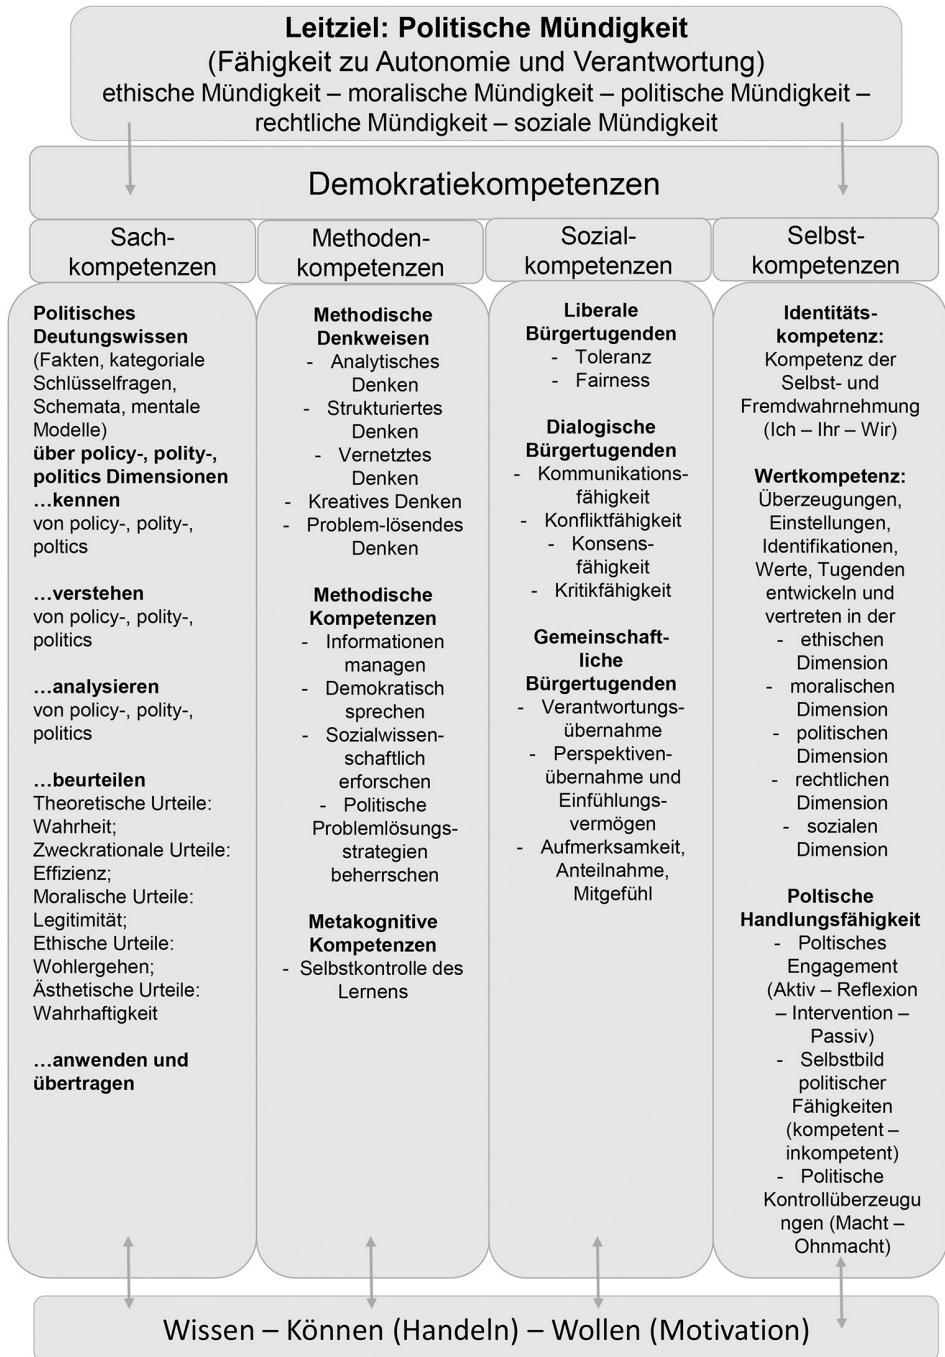 Leitziel: Politische Mündigkeit
(Fähigkeit zu Autonomie und Verantwortung)
ethische Mündigkeit – moralische Mündigkeit – politische Mündigkeit –
rechtliche Mündigkeit – soziale Mündigkeit
Demokratiekompetenzen
Sach-
kompetenzen
Politisches
Deutungswissen
(Fakten, kategoriale
Schlüsselfragen,
Schemata, mentale
Modelle)
über policy-, polity-,
politics Dimensionen
…kennen
von policy-, polity-,
poltics
…verstehen
von policy-, polity-,
politics
…analysieren
von policy-, polity-,
politics
…beurteilen
Theoretische Urteile:
Wahrheit;
Zweckrationale Urteile:
Effizienz;
Moralische Urteile:
Legitimität;
Ethische Urteile:
Wohlergehen;
Ästhetische Urteile:
Wahrhaftigkeit
…anwenden und
übertragen
Methoden-
kompetenzen
Methodische
Denkweisen
- Analytisches
Denken
- Strukturiertes
Denken
- Vernetztes
Denken
- Kreatives Denken
- Problem-lösendes
Denken
Methodische
Kompetenzen
- Informationen
managen
- Demokratisch
sprechen
- Sozialwissen-
schaftlich
erforschen
- Politische
Problemlösungs-
strategien
beherrschen
Metakognitive
Kompetenzen
- Selbstkontrolle des
Lernens
Sozial-
kompetenzen
Liberale
Bürgertugenden
- Toleranz
- Fairness
Dialogische
Bürgertugenden
- Kommunikations-
fähigkeit
- Konfliktfähigkeit
- Konsens-
fähigkeit
- Kritikfähigkeit
Gemeinschaft-
liche
Bürgertugenden
- Verantwortungs-
übernahme
- Perspektiven-
übernahme und
Einfühlungs-
vermögen
- Aufmerksamkeit,
Anteilnahme,
Mitgefühl
Selbst-
kompetenzen
Identitäts-
kompetenz:
Kompetenz der
Selbst- und
Fremdwahrnehmung
(Ich – Ihr – Wir)
Wertkompetenz:
Überzeugungen,
Einstellungen,
Identifikationen,
Werte, Tugenden
entwickeln und
vertreten in der
- ethischen
Dimension
- moralischen
Dimension
- politischen
Dimension
- rechtlichen
Dimension
- sozialen
Dimension
Poltische
Handlungsfähigkeit
- Poltisches
Engagement
(Aktiv – Reflexion
– Intervention –
Passiv)
- Selbstbild
politischer
Fähigkeiten
(kompetent –
inkompetent)
- Politische
Kontrollüberzeugu
ngen (Macht –
Ohnmacht)
Wissen – Können (Handeln) – Wollen (Motivation)